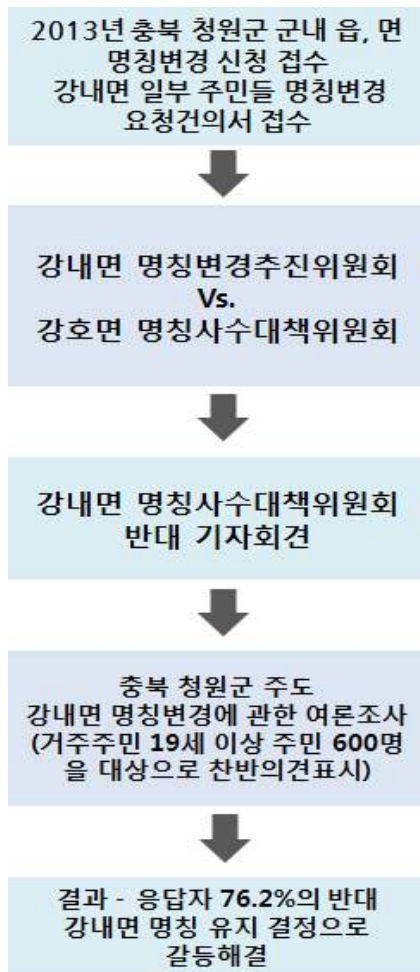 2013년 충북 청원군 군내 읍, 면
명칭변경 신청 접수
강내면 일부 주민들 명칭변경
요청건의서 접수
강내면 명칭변경추진위원회
Vs.
강호면 명칭사수대책위원회
강내면 명칭사수대책위원회
반대 기자회견
충북 청원군 주도
강내면 명칭변경에 관한 여론조사
(거주주민 19세 이상 주민 600명
을 대상으로 찬반의견표시)
결과 - 응답자 76.2%의 반대
강내면 명칭 유지 결정으로
갈등해결